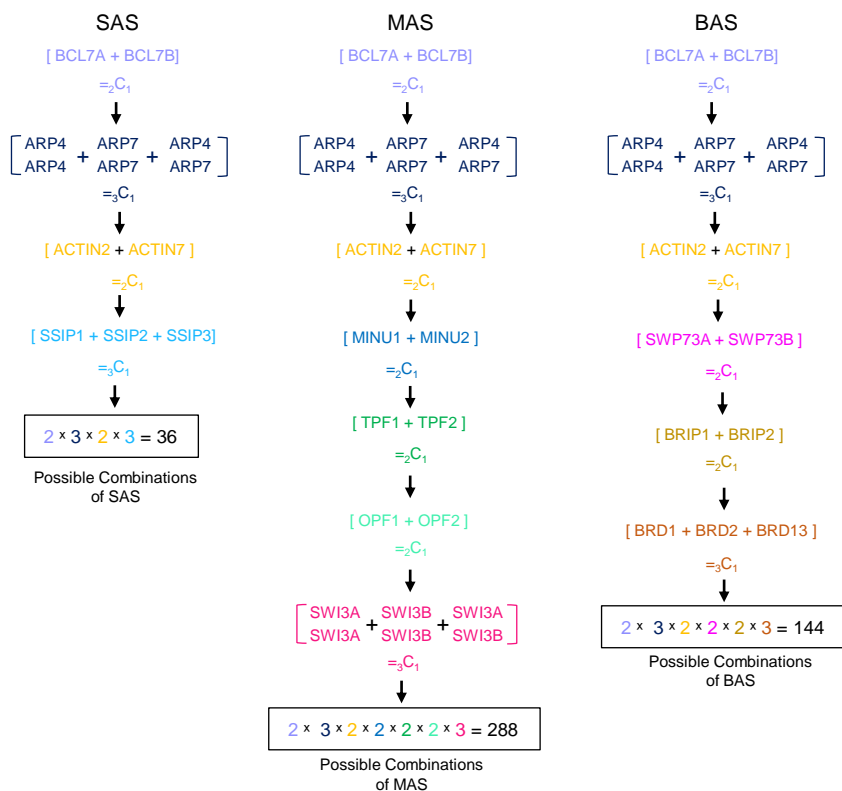 SAS
[ BCL7A + BCL7B]
=₂C₁
[ ARP4 + ARP7 + ARP4 ]
ARP4 ARP7 ARP7
=₃C₁
[ ACTIN2 + ACTIN7 ]
=₂C₁
[ SSIP1 + SSIP2 + SSIP3]
=₃C₁
2 x 3 x 2 x 3 = 36
Possible Combinations
of SAS
MAS
[ BCL7A + BCL7B]
=₂C₁
[ ARP4 + ARP7 + ARP4 ]
ARP4 ARP7 ARP7
=₃C₁
[ ACTIN2 + ACTIN7 ]
=₂C₁
[ MINU1 + MINU2 ]
=₂C₁
[ TPF1 + TPF2 ]
=₂C₁
[ OPF1 + OPF2 ]
=₂C₁
[ SWI3A + SWI3B + SWI3A ]
SWI3A SWI3B SWI3B
=₃C₁
2 x 3 x 2 x 2 x 2 x 2 x 3 = 288
Possible Combinations
of MAS
BAS
[ BCL7A + BCL7B]
=₂C₁
[ ARP4 + ARP7 + ARP4 ]
ARP4 ARP7 ARP7
=₃C₁
[ ACTIN2 + ACTIN7 ]
=₂C₁
[ SWP73A + SWP73B ]
=₂C₁
[ BRIP1 + BRIP2 ]
=₂C₁
[ BRD1 + BRD2 + BRD13 ]
=₃C₁
2 x 3 x 2 x 2 x 2 x 3 = 144
Possible Combinations
of BAS